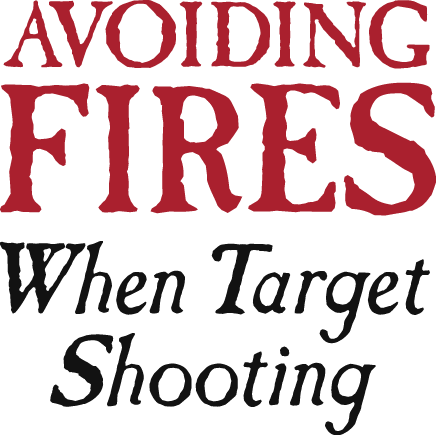 AVOIDING
FIRES
When Target
Shooting